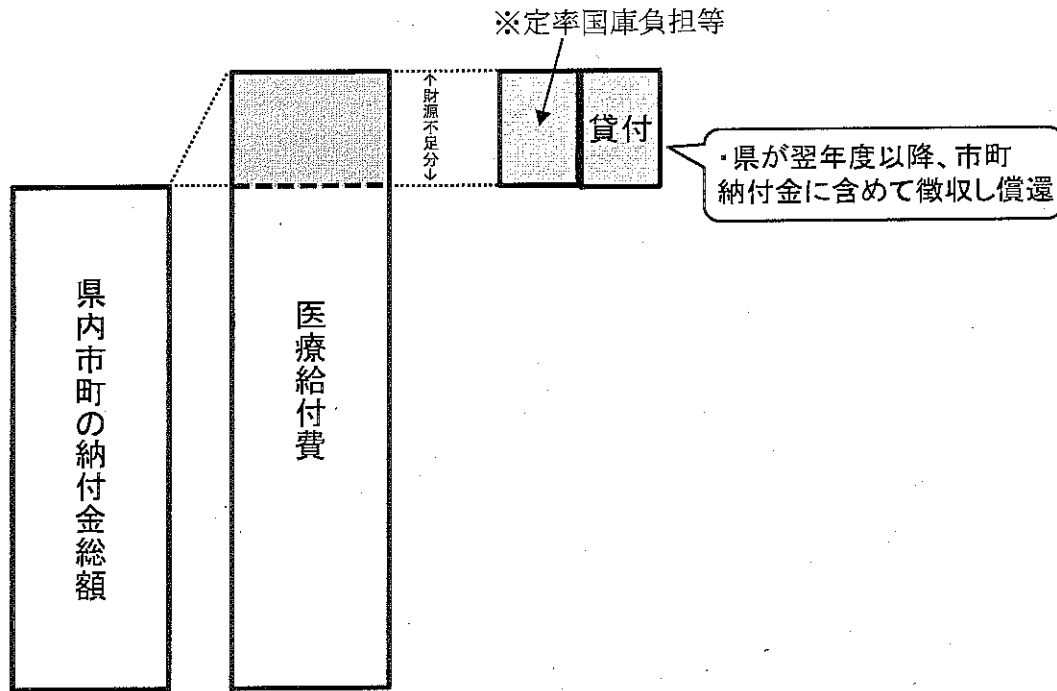 ※定率国庫負担等
↑財源不足分↓
貸付
・県が翌年度以降、市町
納付金に含めて徴収し償還
県内市町の納付金総額
医療給付費